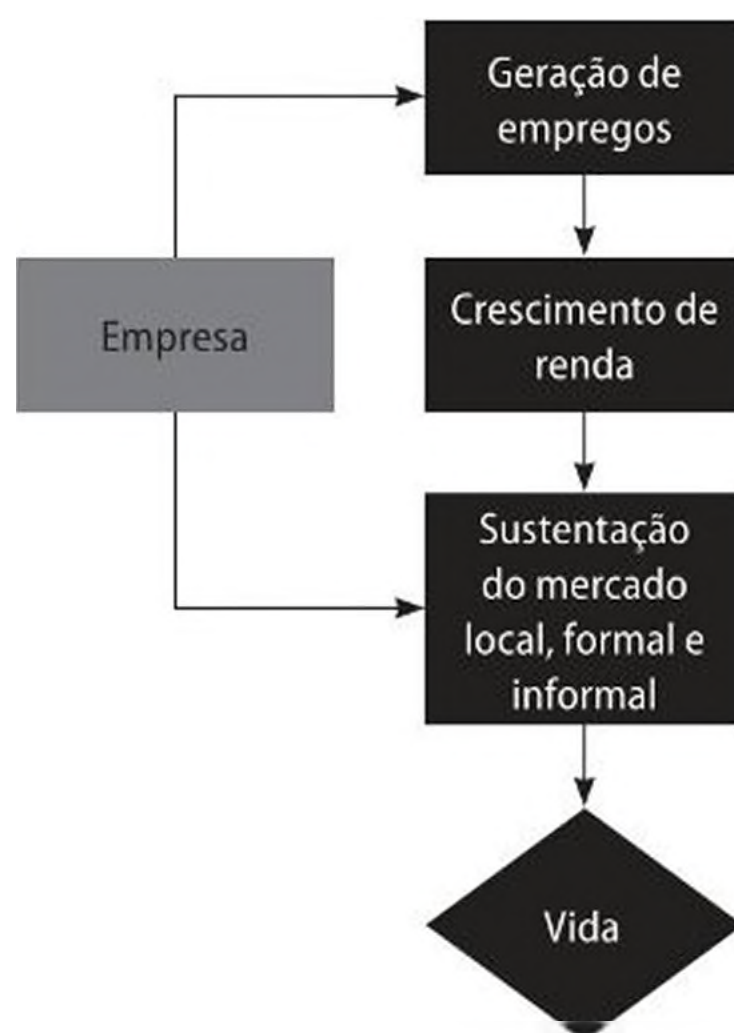 Geração de
empregos
Empresa
Crescimento de
renda
Sustentação
do mercado
local, formal e
informal
Vida